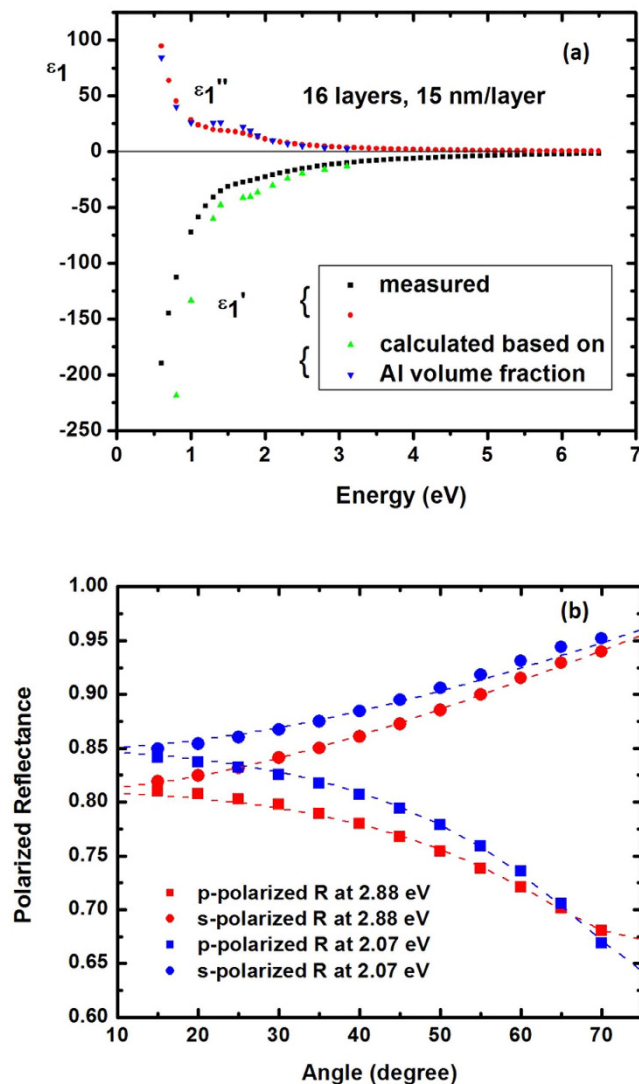 (a)
100
50
0
-50
-100
-150
-200
-250
ε1
ε1''
16 layers, 15 nm/layer
ε1'
{ measured
{ calculated based on
Al volume fraction
0 1 2 3 4 5 6 7
Energy (eV)
(b)
1.00
0.95
0.90
0.85
0.80
0.75
0.70
0.65
0.60
Polarized Reflectance
p-polarized R at 2.88 eV
s-polarized R at 2.88 eV
p-polarized R at 2.07 eV
s-polarized R at 2.07 eV
10 20 30 40 50 60 70
Angle (degree)